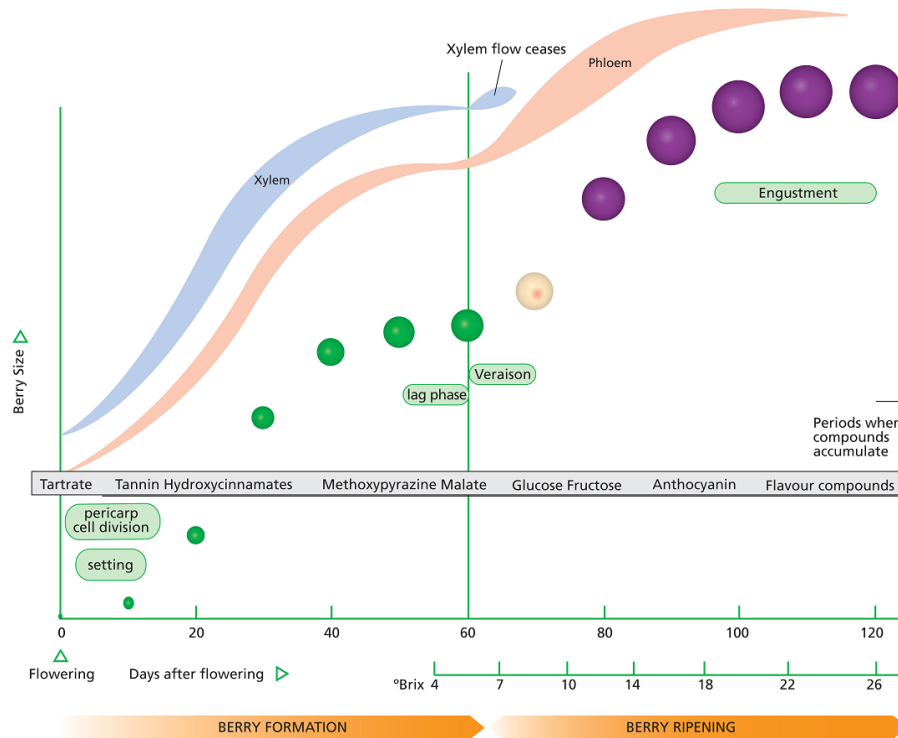 Xylem flow ceases
Phloem
Xylem
Engustment
Berry Size
Veraison
lag phase
Periods when
compounds
accumulate
Tartrate Tannin Hydroxycinnamates Methoxypyrazine Malate Glucose Fructose Anthocyanin Flavour compounds
pericarp
cell division
setting
0 20 40 60 80 100 120
Flowering
Days after flowering
ºBrix 4 7 10 14 18 22 26
BERRY FORMATION
BERRY RIPENING